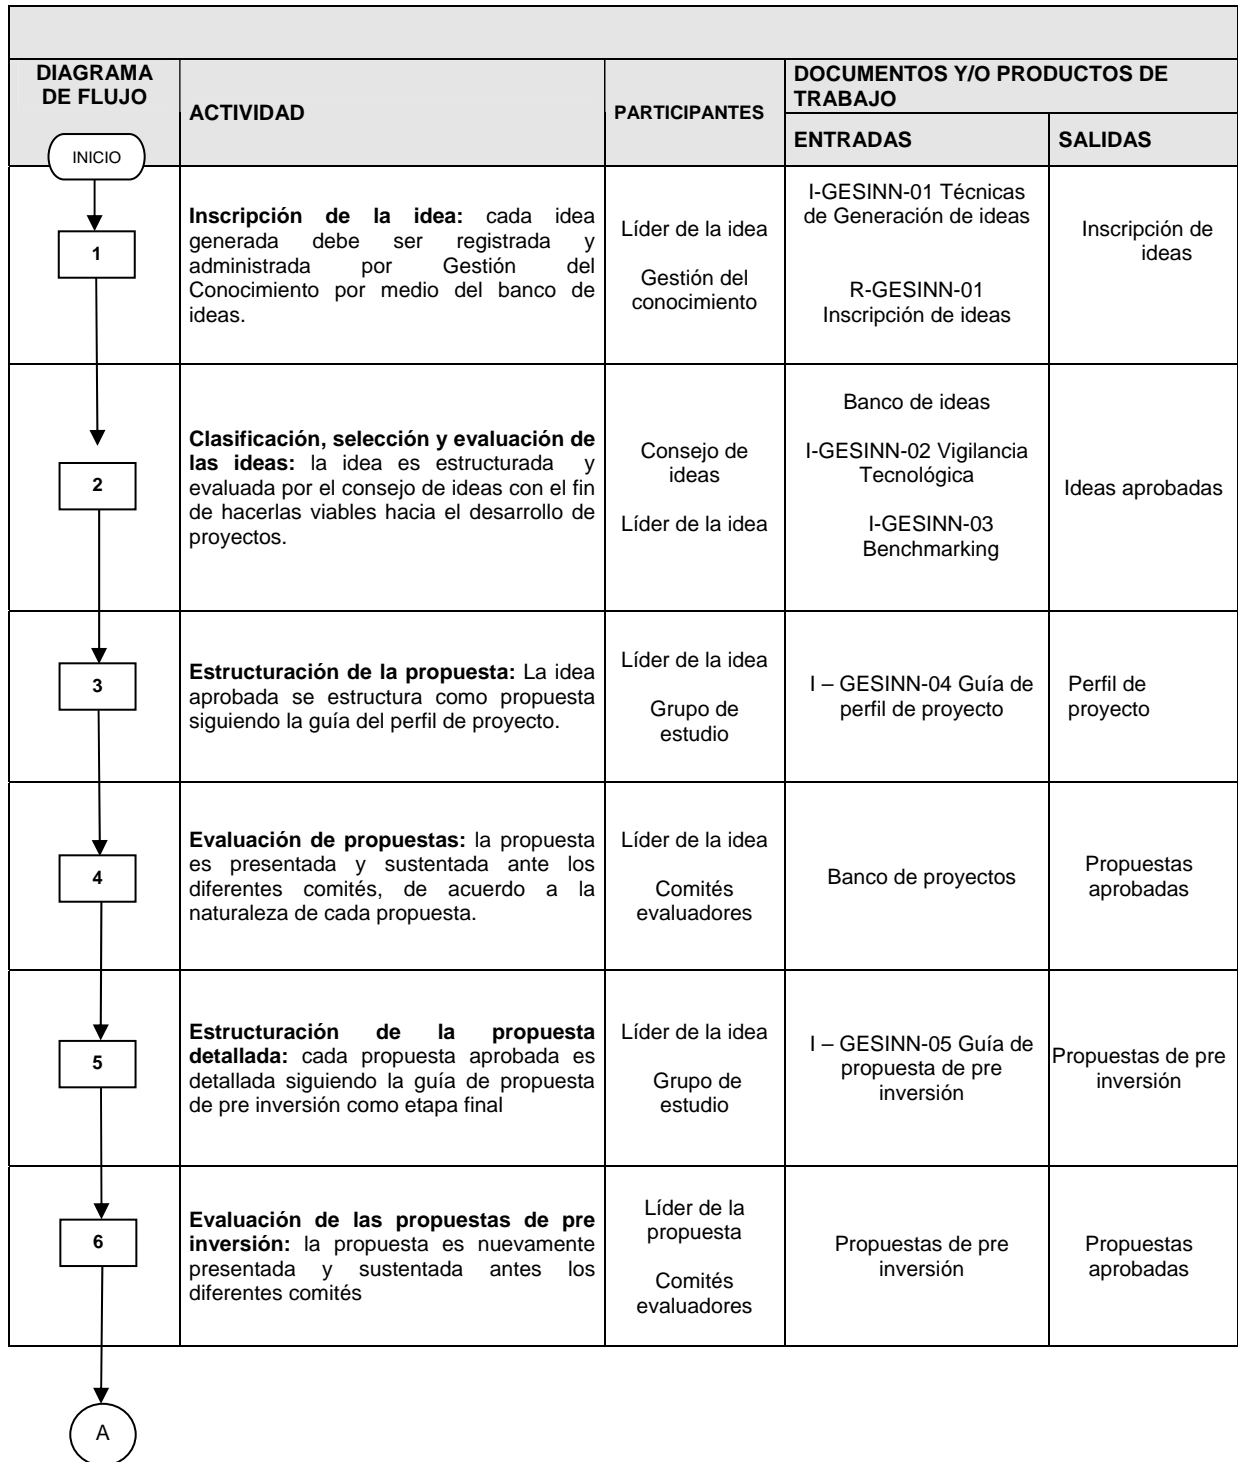 DIAGRAMA
DE FLUJO
ACTIVIDAD
PARTICIPANTES
DOCUMENTOS Y/O PRODUCTOS DE
TRABAJO
ENTRADAS
SALIDAS
INICIO
1
Inscripción de la idea: cada idea
generada debe ser registrada y
administrada por Gestión del
Conocimiento por medio del banco de
ideas.
Líder de la idea
Gestión del
conocimiento
I-GESINN-01 Técnicas
de Generación de ideas
R-GESINN-01
Inscripción de ideas
Inscripción de
ideas
2
Clasificación, selección y evaluación de
las ideas: la idea es estructurada y
evaluada por el consejo de ideas con el fin
de hacerlas viables hacia el desarrollo de
proyectos.
Consejo de
ideas
Líder de la idea
Banco de ideas
I-GESINN-02 Vigilancia
Tecnológica
I-GESINN-03
Benchmarking
Ideas aprobadas
3
Estructuración de la propuesta: La idea
aprobada se estructura como propuesta
siguiendo la guía del perfil de proyecto.
Líder de la idea
Grupo de
estudio
I – GESINN-04 Guía de
perfil de proyecto
Perfil de
proyecto
4
Evaluación de propuestas: la propuesta
es presentada y sustentada ante los
diferentes comités, de acuerdo a la
naturaleza de cada propuesta.
Líder de la idea
Comités
evaluadores
Banco de proyectos
Propuestas
aprobadas
5
Estructuración de la propuesta
detallada: cada propuesta aprobada es
detallada siguiendo la guía de propuesta
de pre inversión como etapa final
Líder de la idea
Grupo de
estudio
I – GESINN-05 Guía de
propuesta de pre
inversión
Propuestas de pre
inversión
6
Evaluación de las propuestas de pre
inversión: la propuesta es nuevamente
presentada y sustentada antes los
diferentes comités
Líder de la
propuesta
Comités
evaluadores
Propuestas de pre
inversión
Propuestas
aprobadas
A